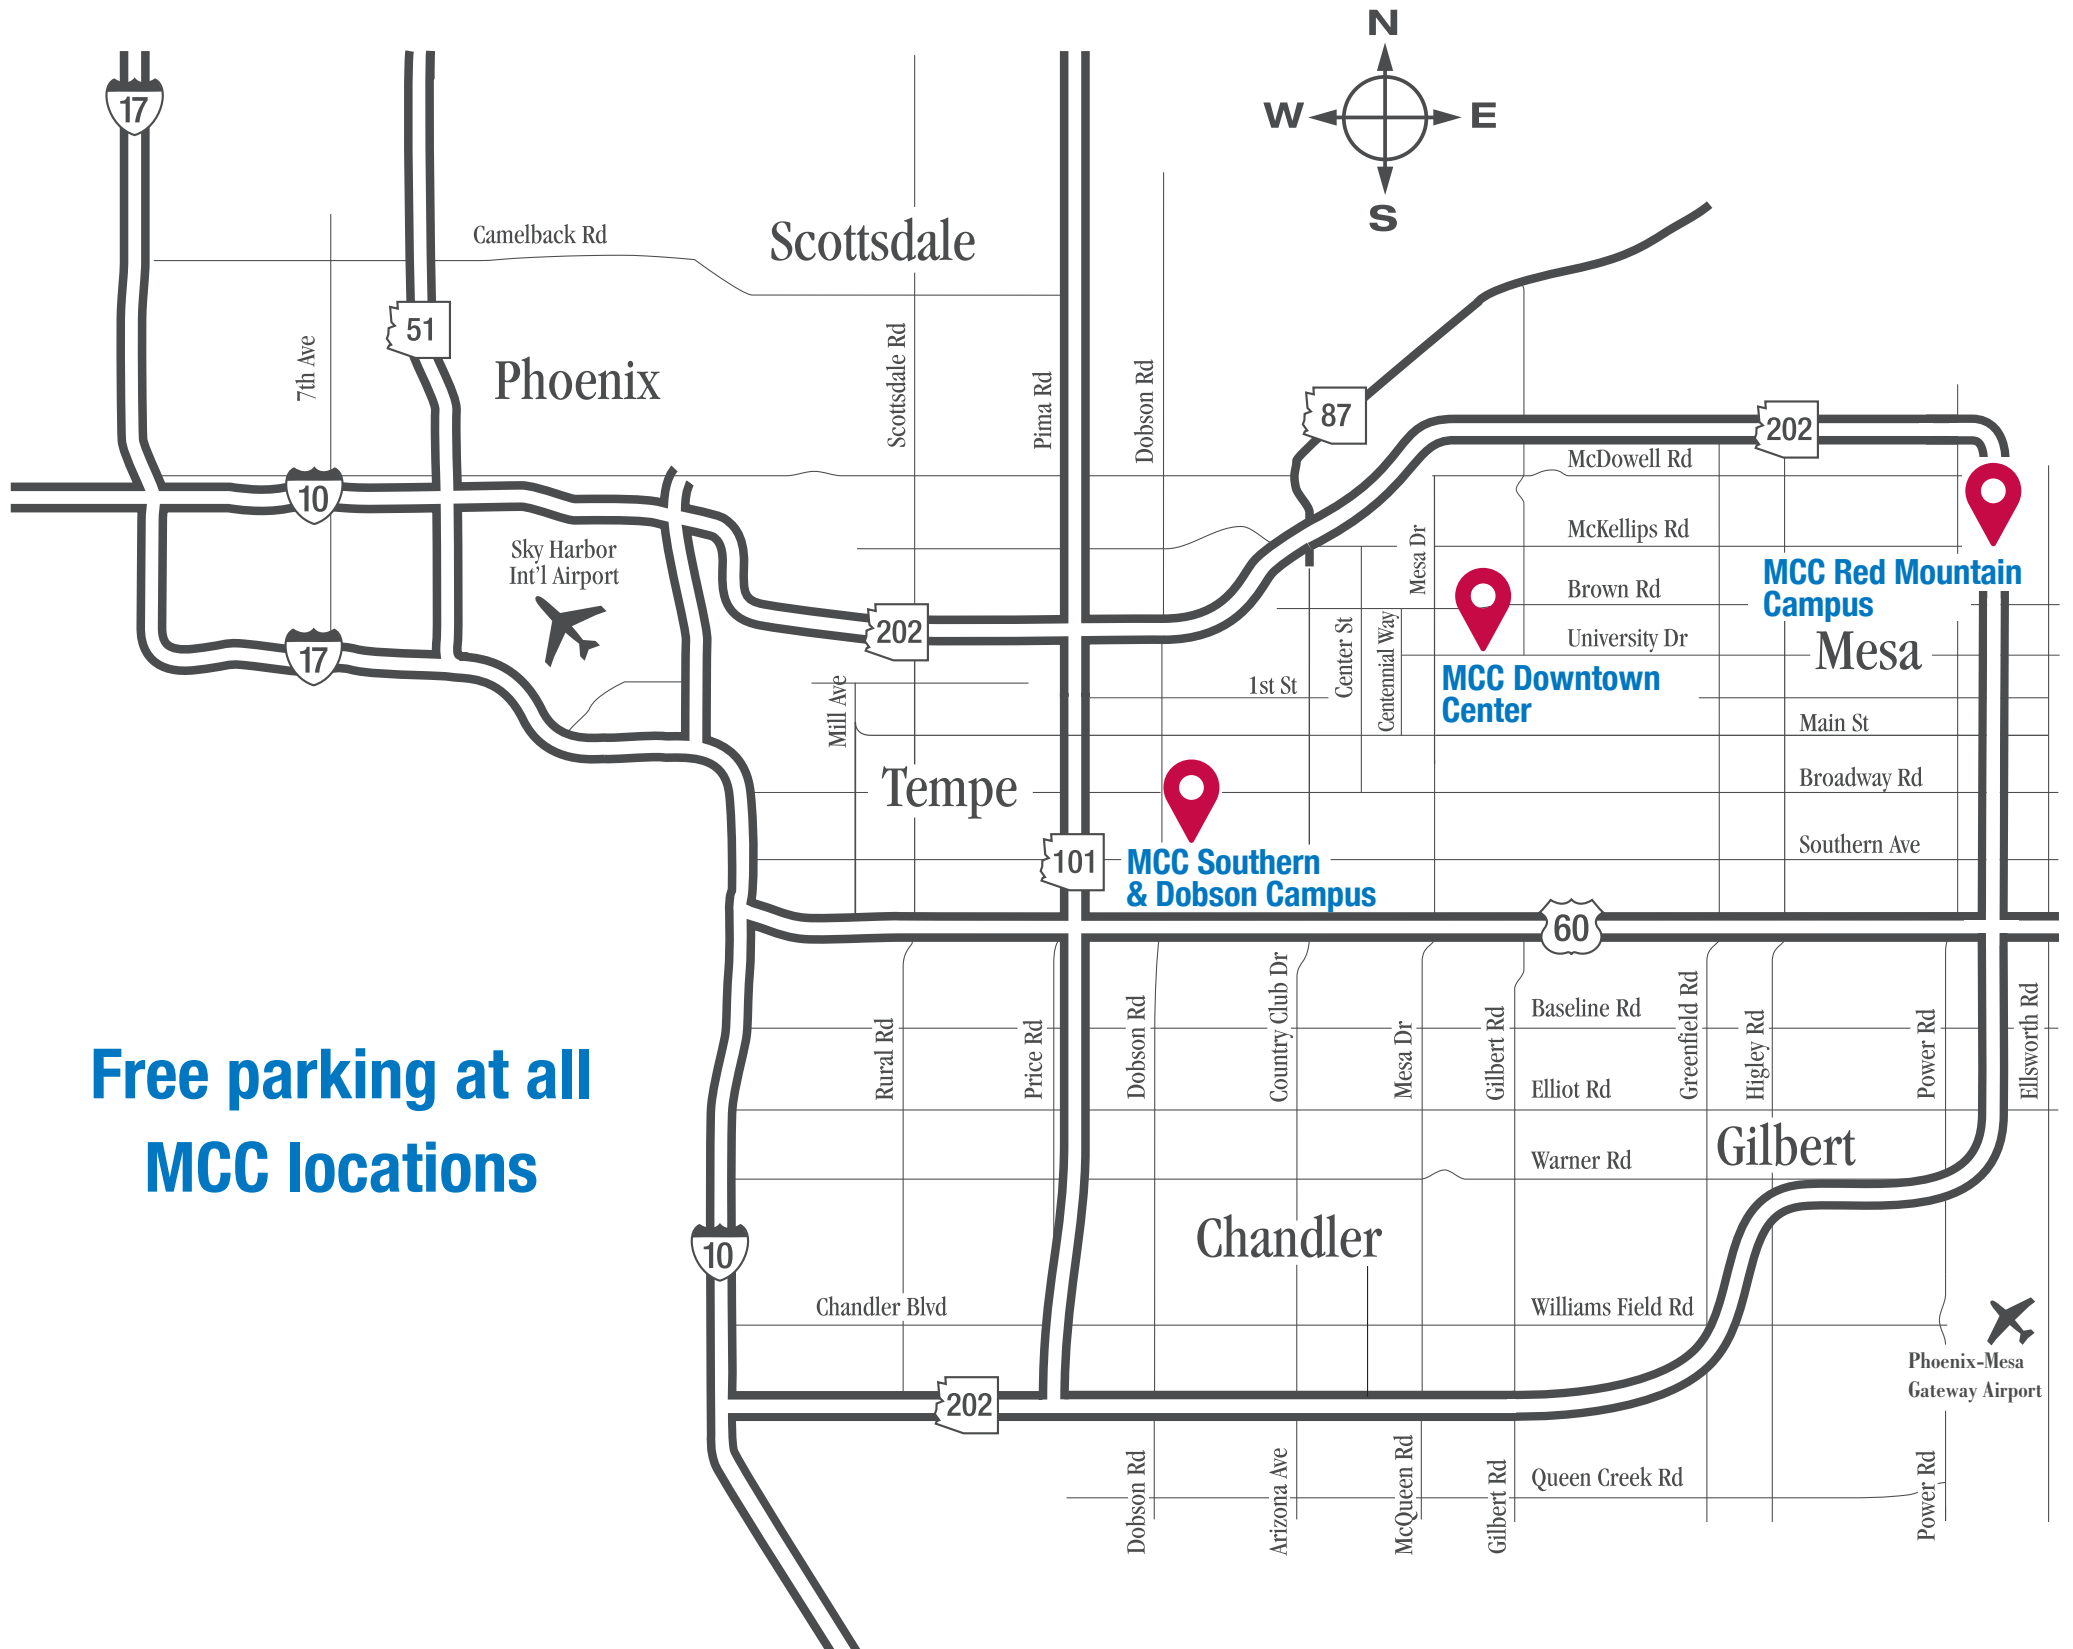 N
W E
S
17
Camelback Rd
Scottsdale
51
7th Ave
Phoenix
Scottsdale Rd
Pima Rd
Dobson Rd
87
202
McDowell Rd
10
Sky Harbor
Int'l Airport
Mesa Dr
McKellips Rd
MCC Red Mountain
Campus
Brown Rd
202
Center St
Centennial Way
University Dr
Mesa
17
1st St
MCC Downtown
Center
Mill Ave
Main St
Tempe
Broadway Rd
101
MCC Southern
& Dobson Campus
Southern Ave
60
Rural Rd
Price Rd
Dobson Rd
Country Club Dr
Mesa Dr
Gilbert Rd
Baseline Rd
Greenfield Rd
Higley Rd
Power Rd
Ellsworth Rd
Free parking at all
MCC locations
Elliot Rd
Warner Rd
Gilbert
Chandler
10
Chandler Blvd
Williams Field Rd
Phoenix-Mesa
Gateway Airport
202
Dobson Rd
Arizona Ave
McQueen Rd
Gilbert Rd
Queen Creek Rd
Power Rd